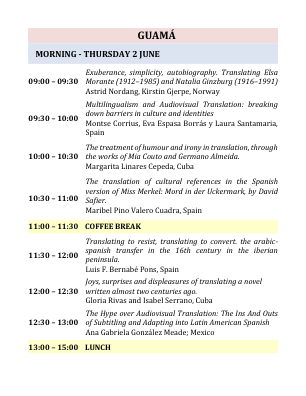 GUAMÁ
MORNING - THURSDAY 2 JUNE
09:00 – 09:30 Exuberance, simplicity, autobiography. Translating Elsa
Morante (1912–1985) and Natalia Ginzburg (1916–1991)
Astrid Nordang, Kirstin Gjerpe, Norway
09:30 – 10:00 Multilingualism and Audiovisual Translation: breaking
down barriers in culture and identities
Montse Corrius, Eva Espasa Borrás y Laura Santamaria,
Spain
10:00 – 10:30 The treatment of humour and irony in translation, through
the works of Mia Couto and Germano Almeida.
Margarita Linares Cepeda, Cuba
10:30 – 11:00 The translation of cultural references in the Spanish
version of Miss Merkel: Mord in der Uckermark, by David
Safier.
Maribel Pino Valero Cuadra, Spain
11:00 – 11:30 COFFEE BREAK
11:30 – 12:00 Translating to resist, translating to convert. the arabic-
spanish transfer in the 16th century in the iberian
peninsula.
Luis F. Bernabé Pons, Spain
12:00 – 12:30 Joys, surprises and displeasures of translating a novel
written almost two centuries ago.
Gloria Rivas and Isabel Serrano, Cuba
12:30 – 13:00 The Hype over Audiovisual Translation: The Ins And Outs
of Subtitling and Adapting into Latin American Spanish
Ana Gabriela González Meade; Mexico
13:00 – 15:00 LUNCH